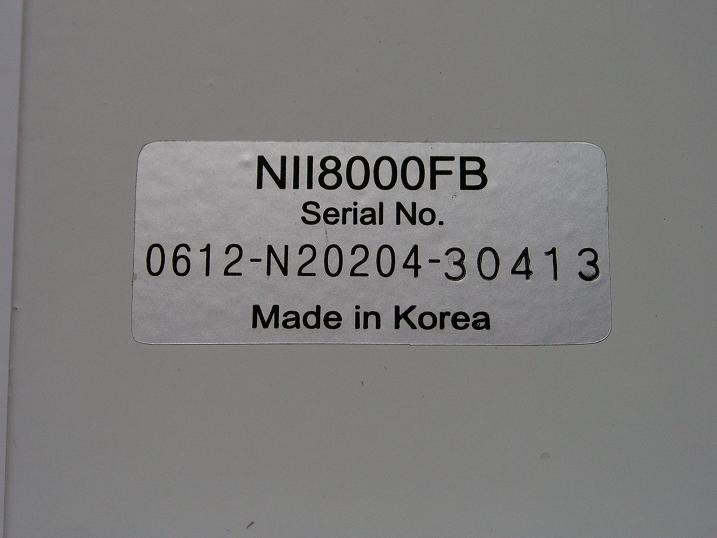 NII8000FB
Serial No.
0612-N20204-30413
Made in Korea